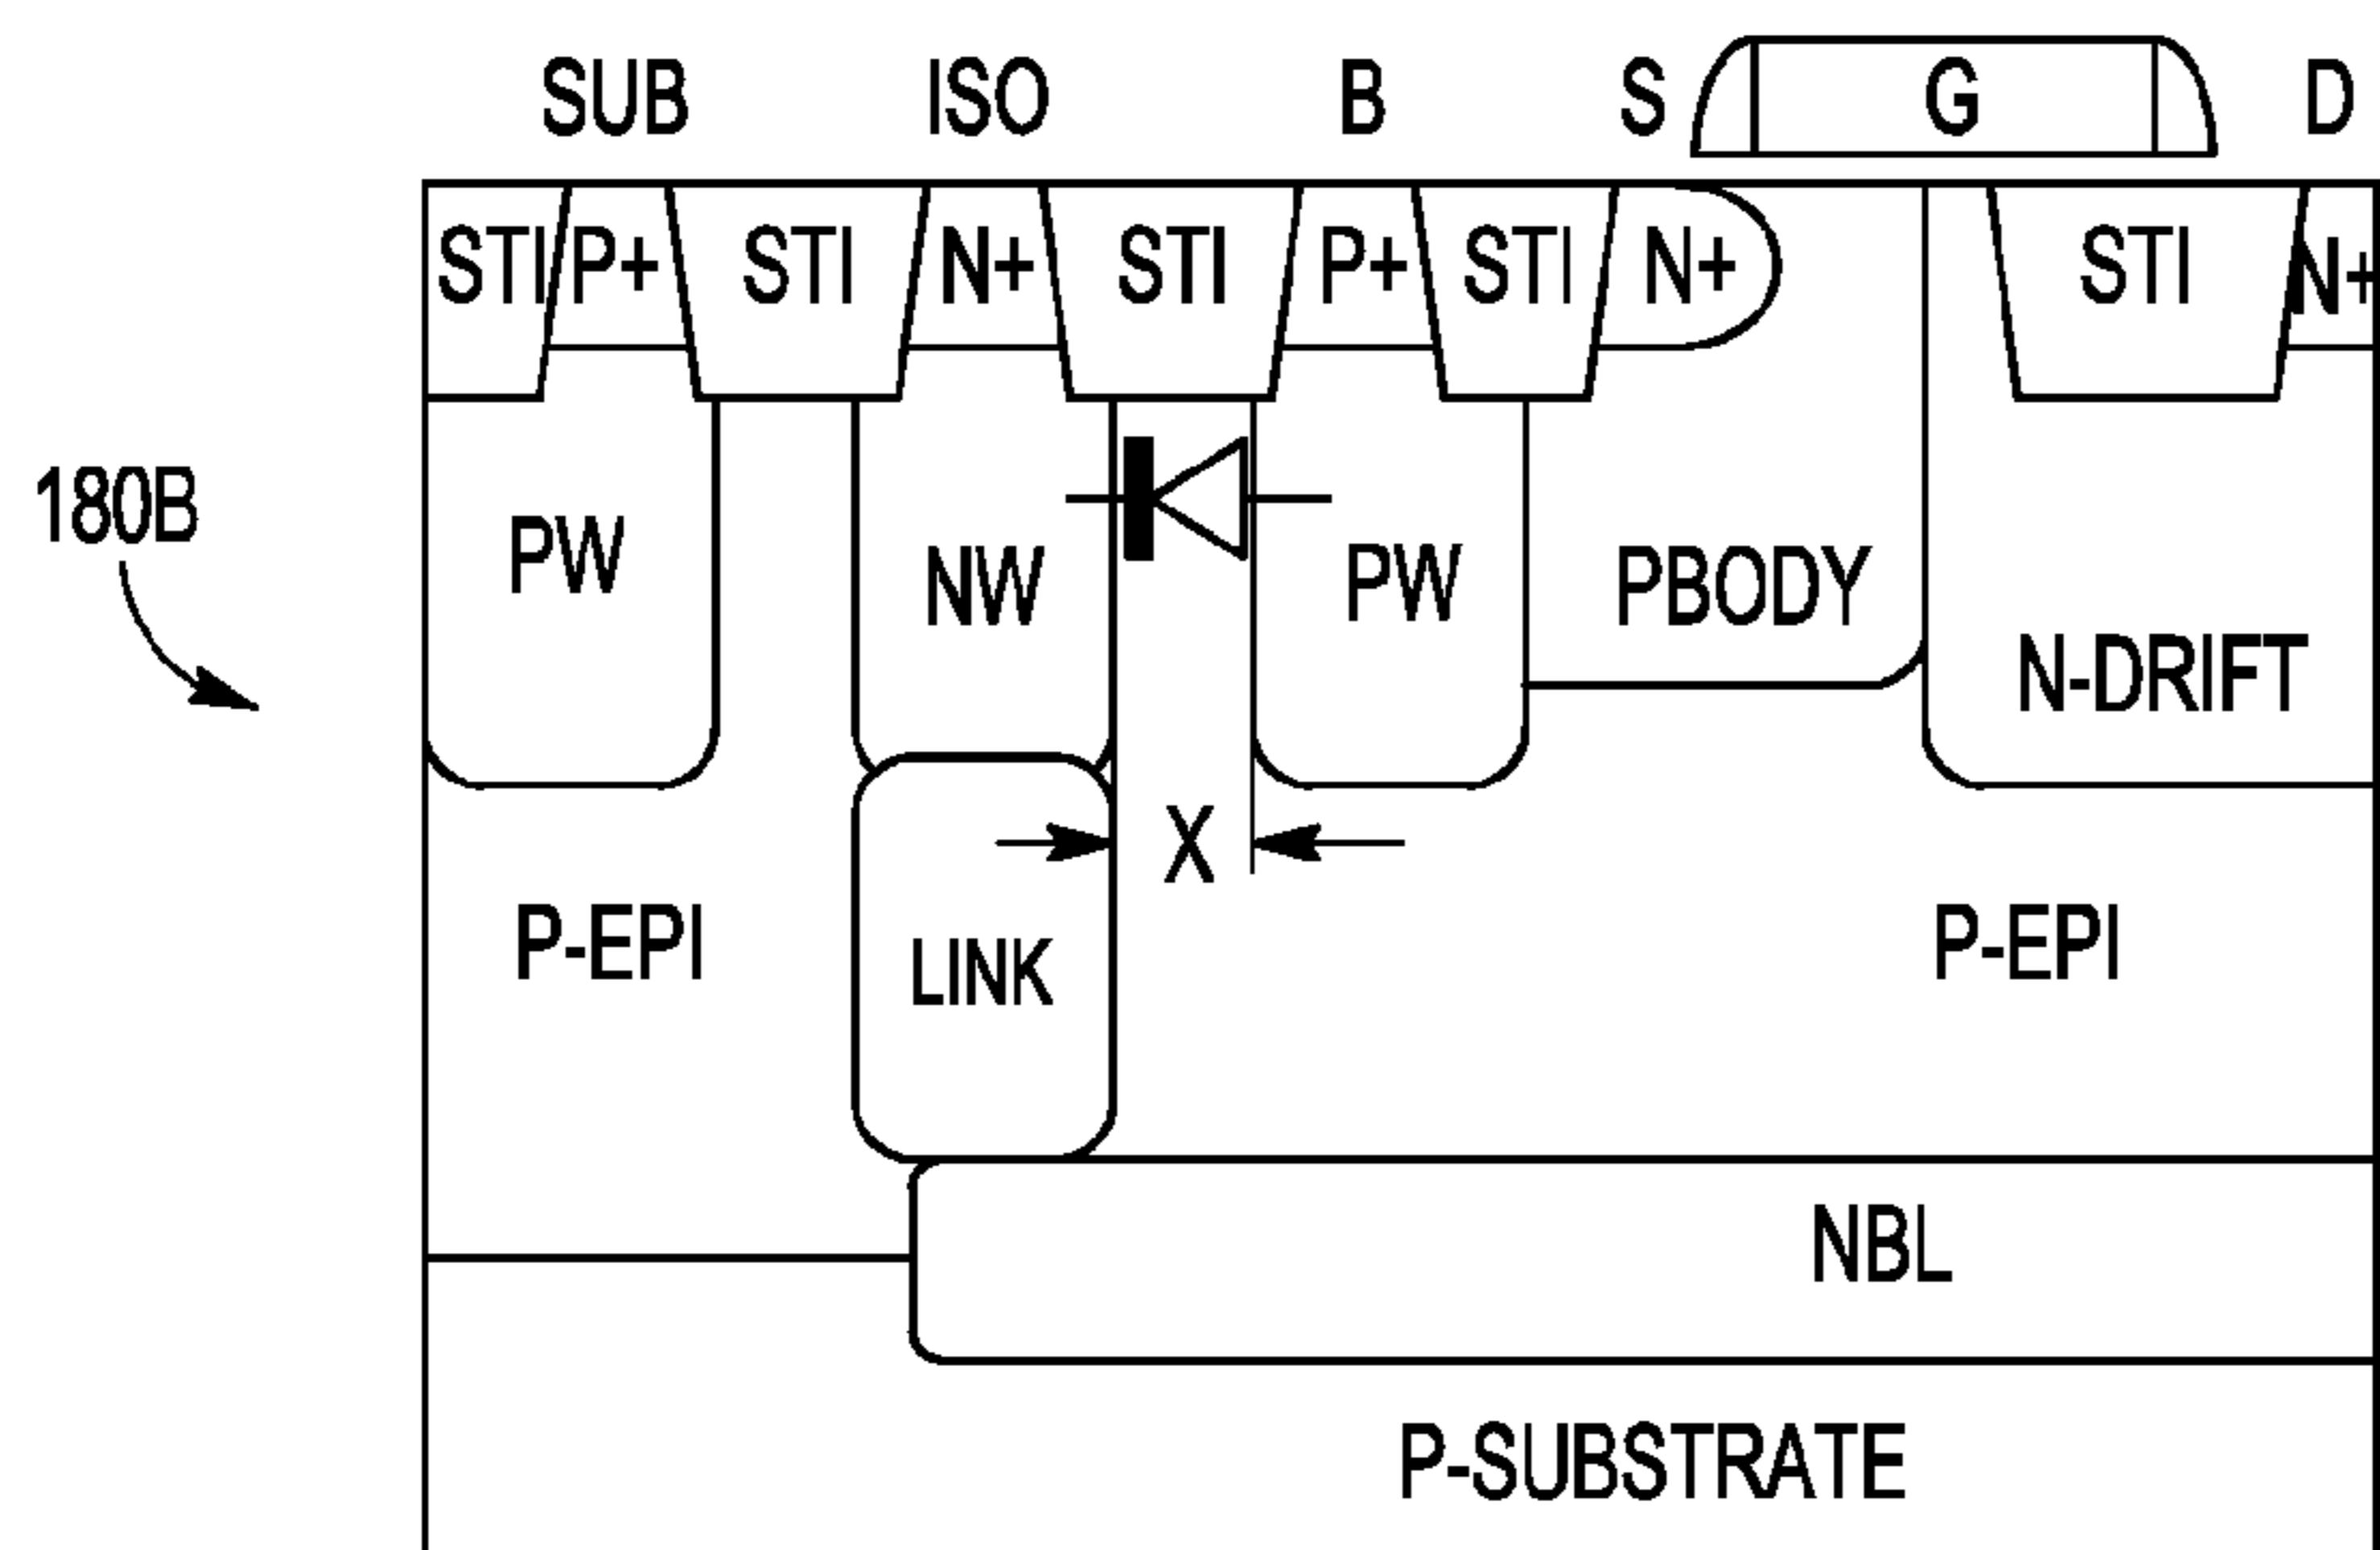 SUB ISO B S G D
STI P+ STI N+ STI P+ STI N+ STI N+
180B
PW NW PW PBODY
N-DRIFT
X
P-EPI LINK P-EPI
NBL
P-SUBSTRATE